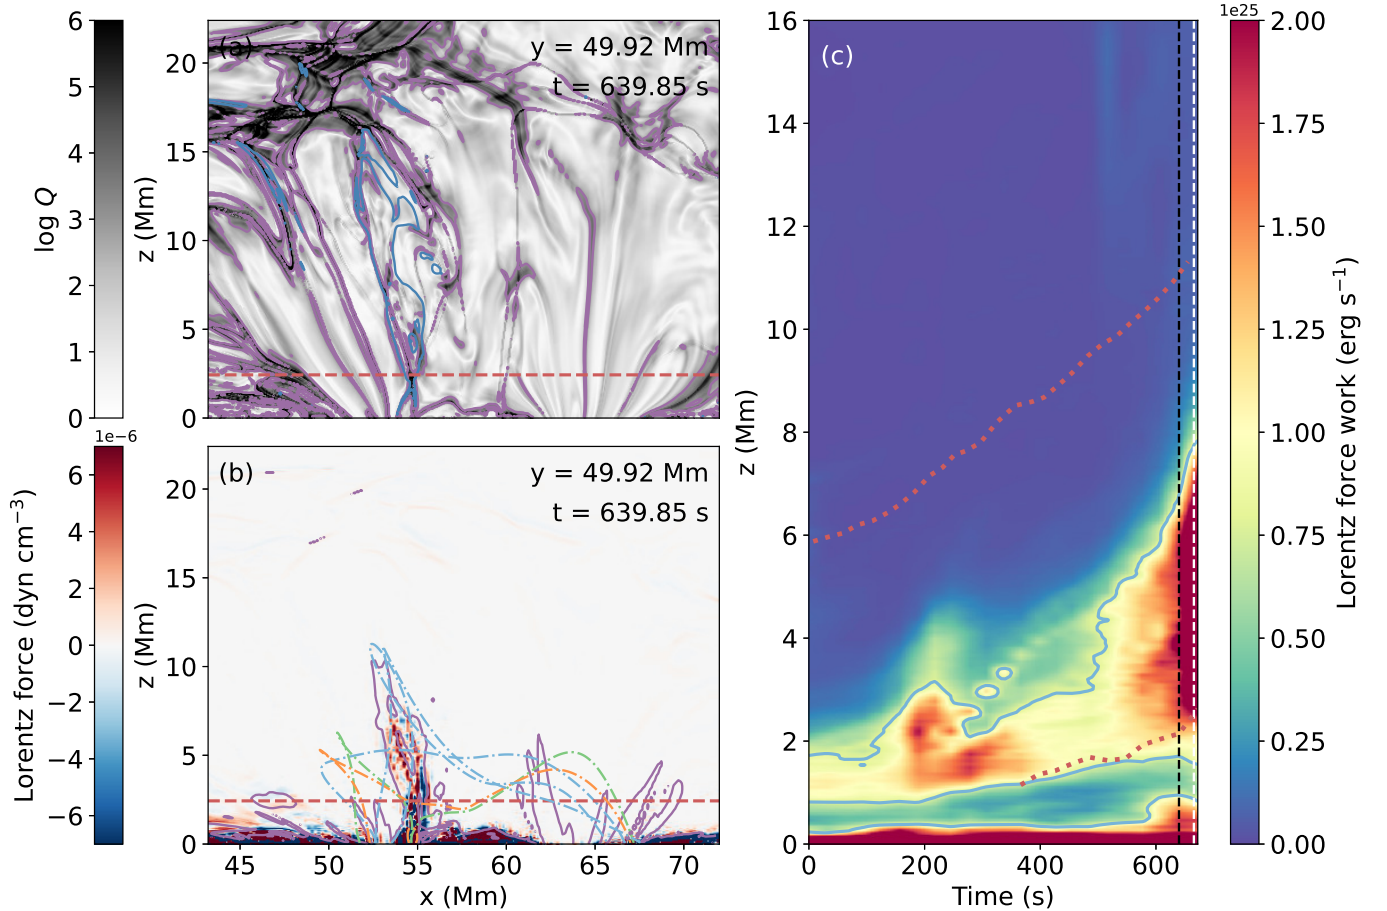 6
5
4
3
2
1
0
log Q
20
15
10
5
0
z (Mm)
(a)
y = 49.92 Mm
t = 639.85 s
1e-6
6
4
2
0
−2
−4
−6
Lorentz force (dyn cm−3)
20
15
10
5
0
z (Mm)
(b)
y = 49.92 Mm
t = 639.85 s
45 50 55 60 65 70
x (Mm)
16
14
12
10
8
6
4
2
0
z (Mm)
(c)
0 200 400 600
Time (s)
1e25
2.00
1.75
1.50
1.25
1.00
0.75
0.50
0.25
0.00
Lorentz force work (erg s−1)